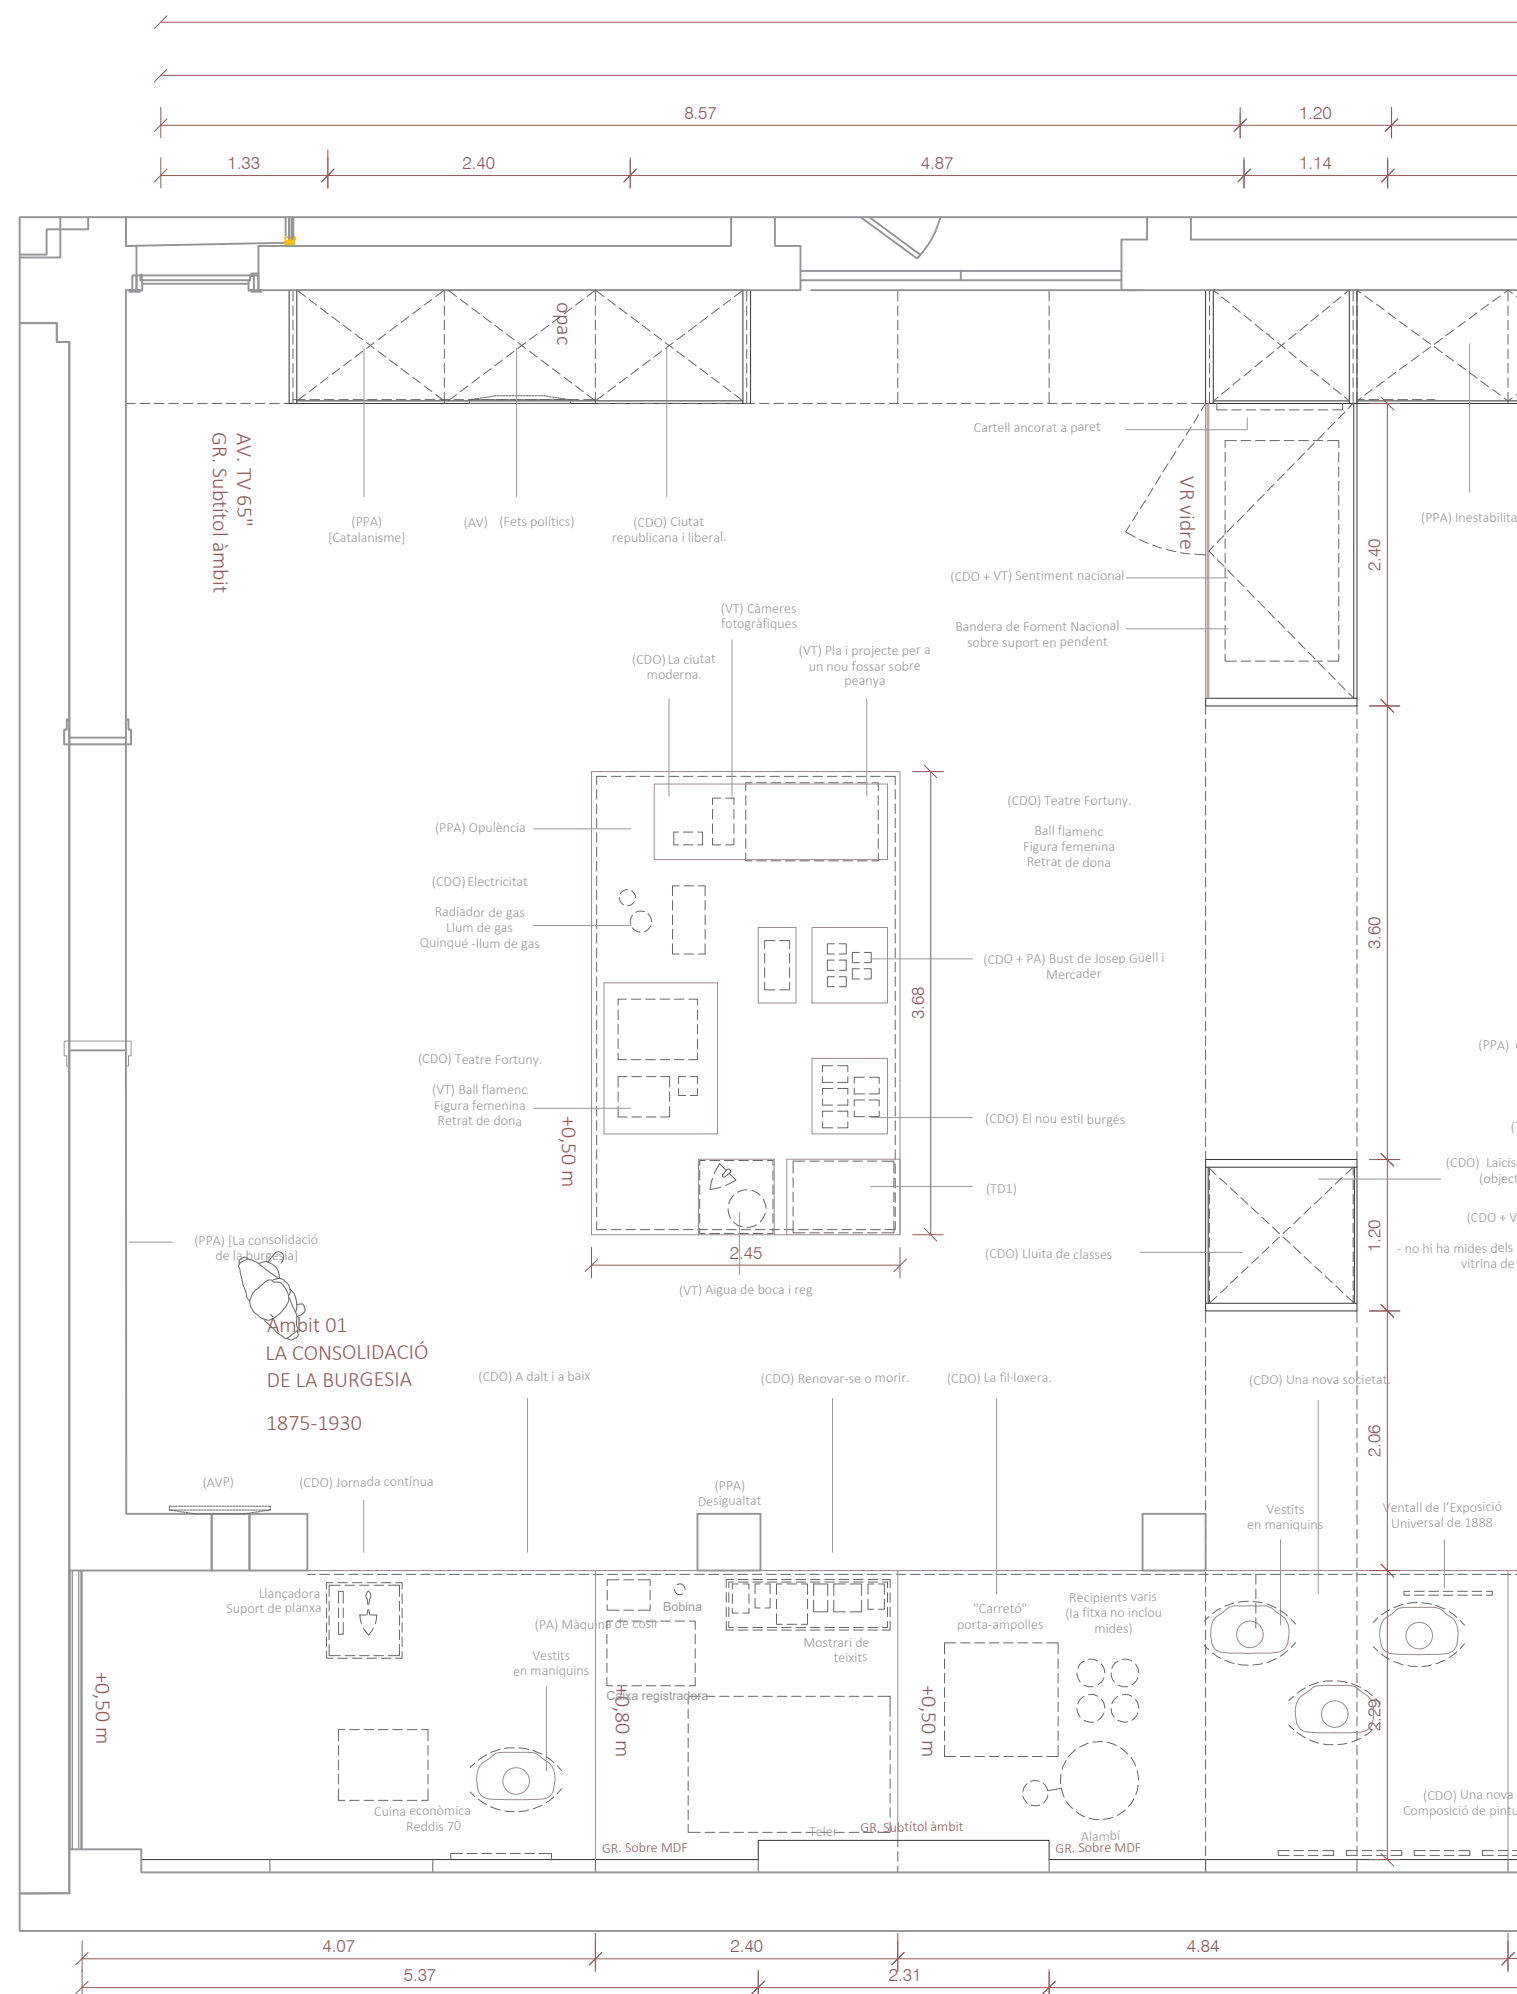 8.57
1.20
1.33
2.40
4.87
1.14
opac
Cartell ancorat a paret
AV. TV 65"
GR. Subtítol àmbit
VR vidre
(PPA)
[Catalanisme]
(AV) (Fets polítics)
(CDO) Ciutat
republicana i liberal.
(PPA) Inestabilita
2.40
(CDO + VT) Sentiment nacional
Bandera de Foment Nacional
sobre suport en pendent
(VT) Càmeres
fotogràfiques
(CDO) La ciutat
moderna.
(VT) Pla i projecte per a
un nou fossar sobre
peanya
(PPA) Opulència
(CDO) Teatre Fortuny.
Ball flamenc
Figura femenina
Retrat de dona
(CDO) Electricitat
Radiador de gas
Llum de gas
Quinqué -llum de gas
3.60
(CDO + PA) Bust de Josep Güell i
Mercader
3.68
(CDO) Teatre Fortuny.
(VT) Ball flamenc
Figura femenina
Retrat de dona
(PPA)
+0,50 m
(CDO) El nou estil burgés
(TD1)
(CDO) Laïcis
(object
(CDO + V
- no hi ha mides dels
vitrina de
1.20
(CDO) Lluita de classes
2.45
(VT) Aigua de boca i reg
(PPA) [La consolidació
de la burgesia]
Àmbit 01
LA CONSOLIDACIÓ
DE LA BURGESIA
1875-1930
(CDO) A dalt i a baix
(CDO) Renovar-se o morir.
(CDO) La fil·loxera.
(CDO) Una nova societat.
2.06
(AVP)
(CDO) Jornada contínua
(PPA)
Desigualtat
Vestits
en maniquins
Ventall de l'Exposició
Universal de 1888
Llançadora
Suport de planxa
Bobina
(PA) Màquina de cosir
Mostrari de
teixits
"Carretó"
porta-ampolles
Recipients varis
(la fitxa no inclou
mides)
Vestits
en maniquins
Caixa registradora
+0,50 m
+0,80 m
+0,50 m
2.29
Cuina econòmica
Reddis 70
Teler
GR. Subtítol àmbit
Alambí
(CDO) Una nova
Composició de pintu
GR. Sobre MDF
GR. Sobre MDF
4.07
2.40
4.84
5.37
2.31